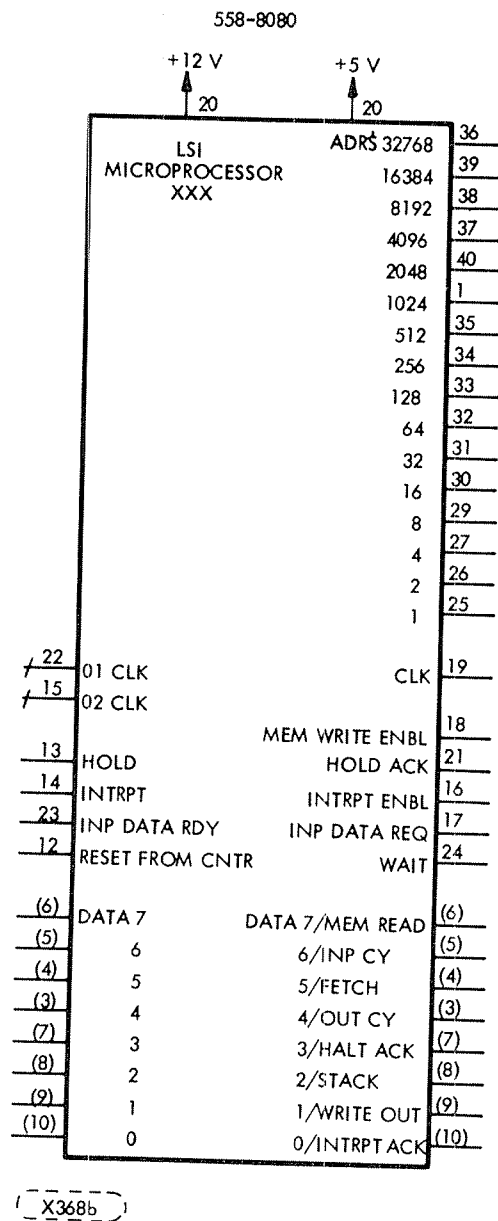 558-8080
+12 V +5 V
20 20
LSI ADRS 32768 36
MICROPROCESSOR 16384 39
XXX 8192 38
4096 37
2048 40
1024 1
512 35
256 34
128 33
64 32
32 31
16 30
8 29
4 27
2 26
1 25
22 01 CLK CLK 19
15 02 CLK
MEM WRITE ENBL 18
13 HOLD HOLD ACK 21
14 INTRPT INTRPT ENBL 16
23 INP DATA RDY INP DATA REQ 17
12 RESET FROM CNTR WAIT 24
(6) DATA 7 DATA 7/MEM READ (6)
(5) 6 6/INP CY (5)
(4) 5 5/FETCH (4)
(3) 4 4/OUT CY (3)
(7) 3 3/HALT ACK (7)
(8) 2 2/STACK (8)
(9) 1 1/WRITE OUT (9)
(10) 0 0/INTRPT ACK (10)
X368b